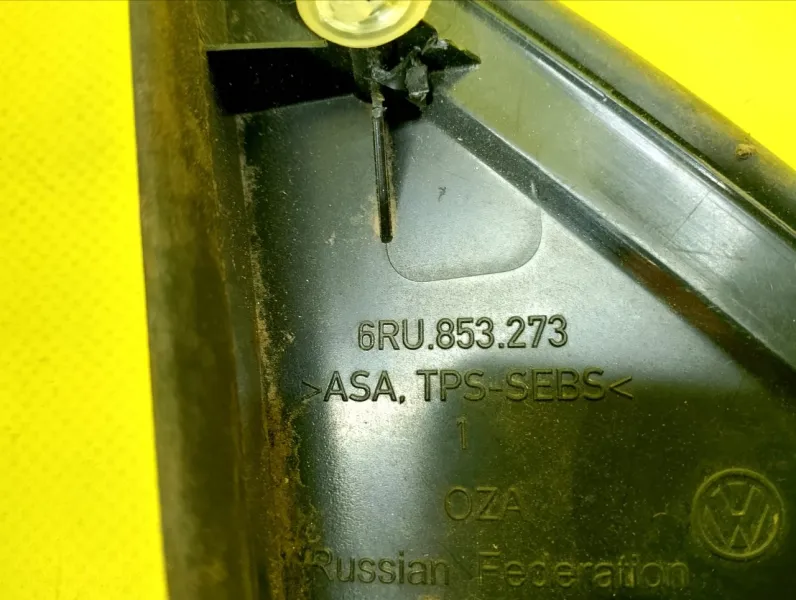 6RU.853.273
>ASA, TPS-SEBS<
1
OZA
Russian Federation